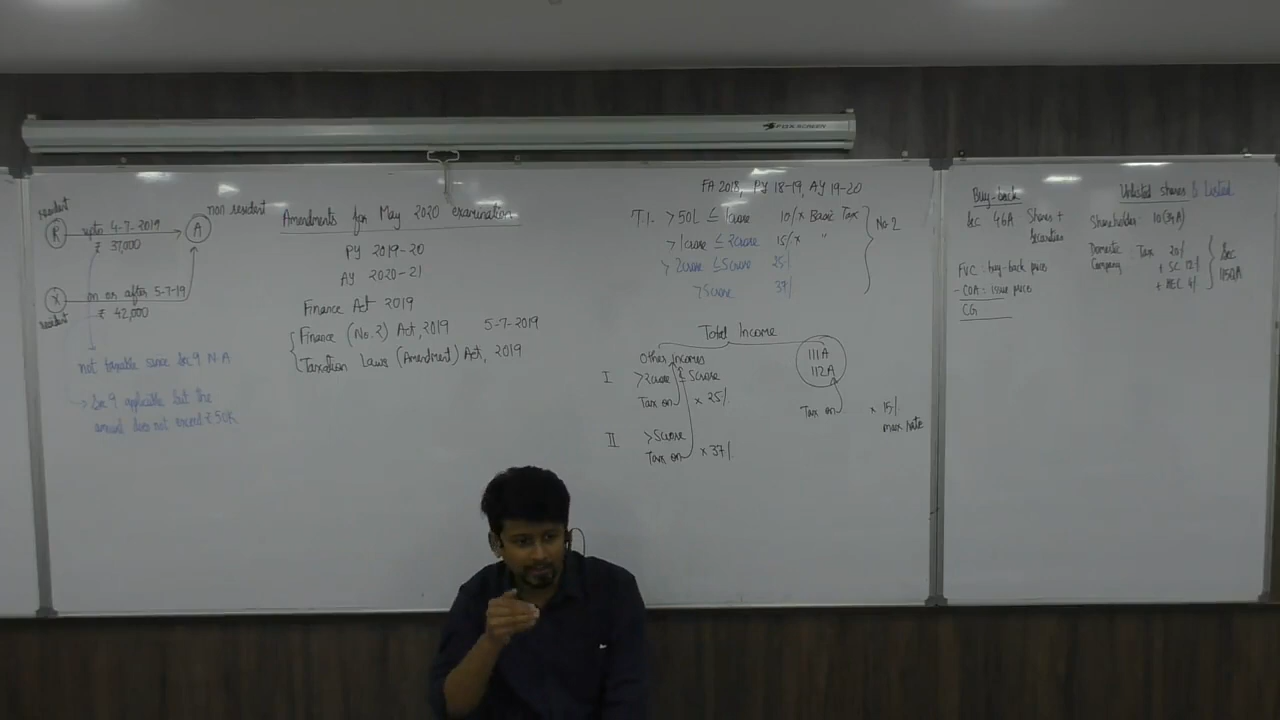 FOXSCREEN
resident
non resident
R
upto 4-7-2019
A
₹ 37,000
X
on or after 5-7-19
resident
₹ 42,000
not taxable since Sec 9 N.A
Sec 9 applicable but the
amount does not exceed ₹ 50K
Amendments for May 2020 examination
PY 2019-20
AY 2020-21
Finance Act 2019
Finance (No.2) Act, 2019 5-7-2019
Taxation Laws (Amendment) Act, 2019
FA 2018, PY 18-19, AY 19-20
T.I. > 50L ≤ 1crore 10% x Basic Tax
> 1crore ≤ 2crore 15% x "
> 2crore ≤ 5crore 25%
> 5crore 37%
No 2
Total Income
Other Incomes
111A
112A
I > 2crore ≤ 5crore
Tax on x 25%
Tax on x 15%
max rate
II > 5crore
Tax on x 37%
Buy-back
Sec 46A Shares +
Securities
FVC : buy-back price
- COA : issue price
CG
Unlisted shares & Listed
Shareholder: 10(34A)
Domestic Company : Tax 20%
+ SC 12%
+ HEC 4%
Sec
115QA